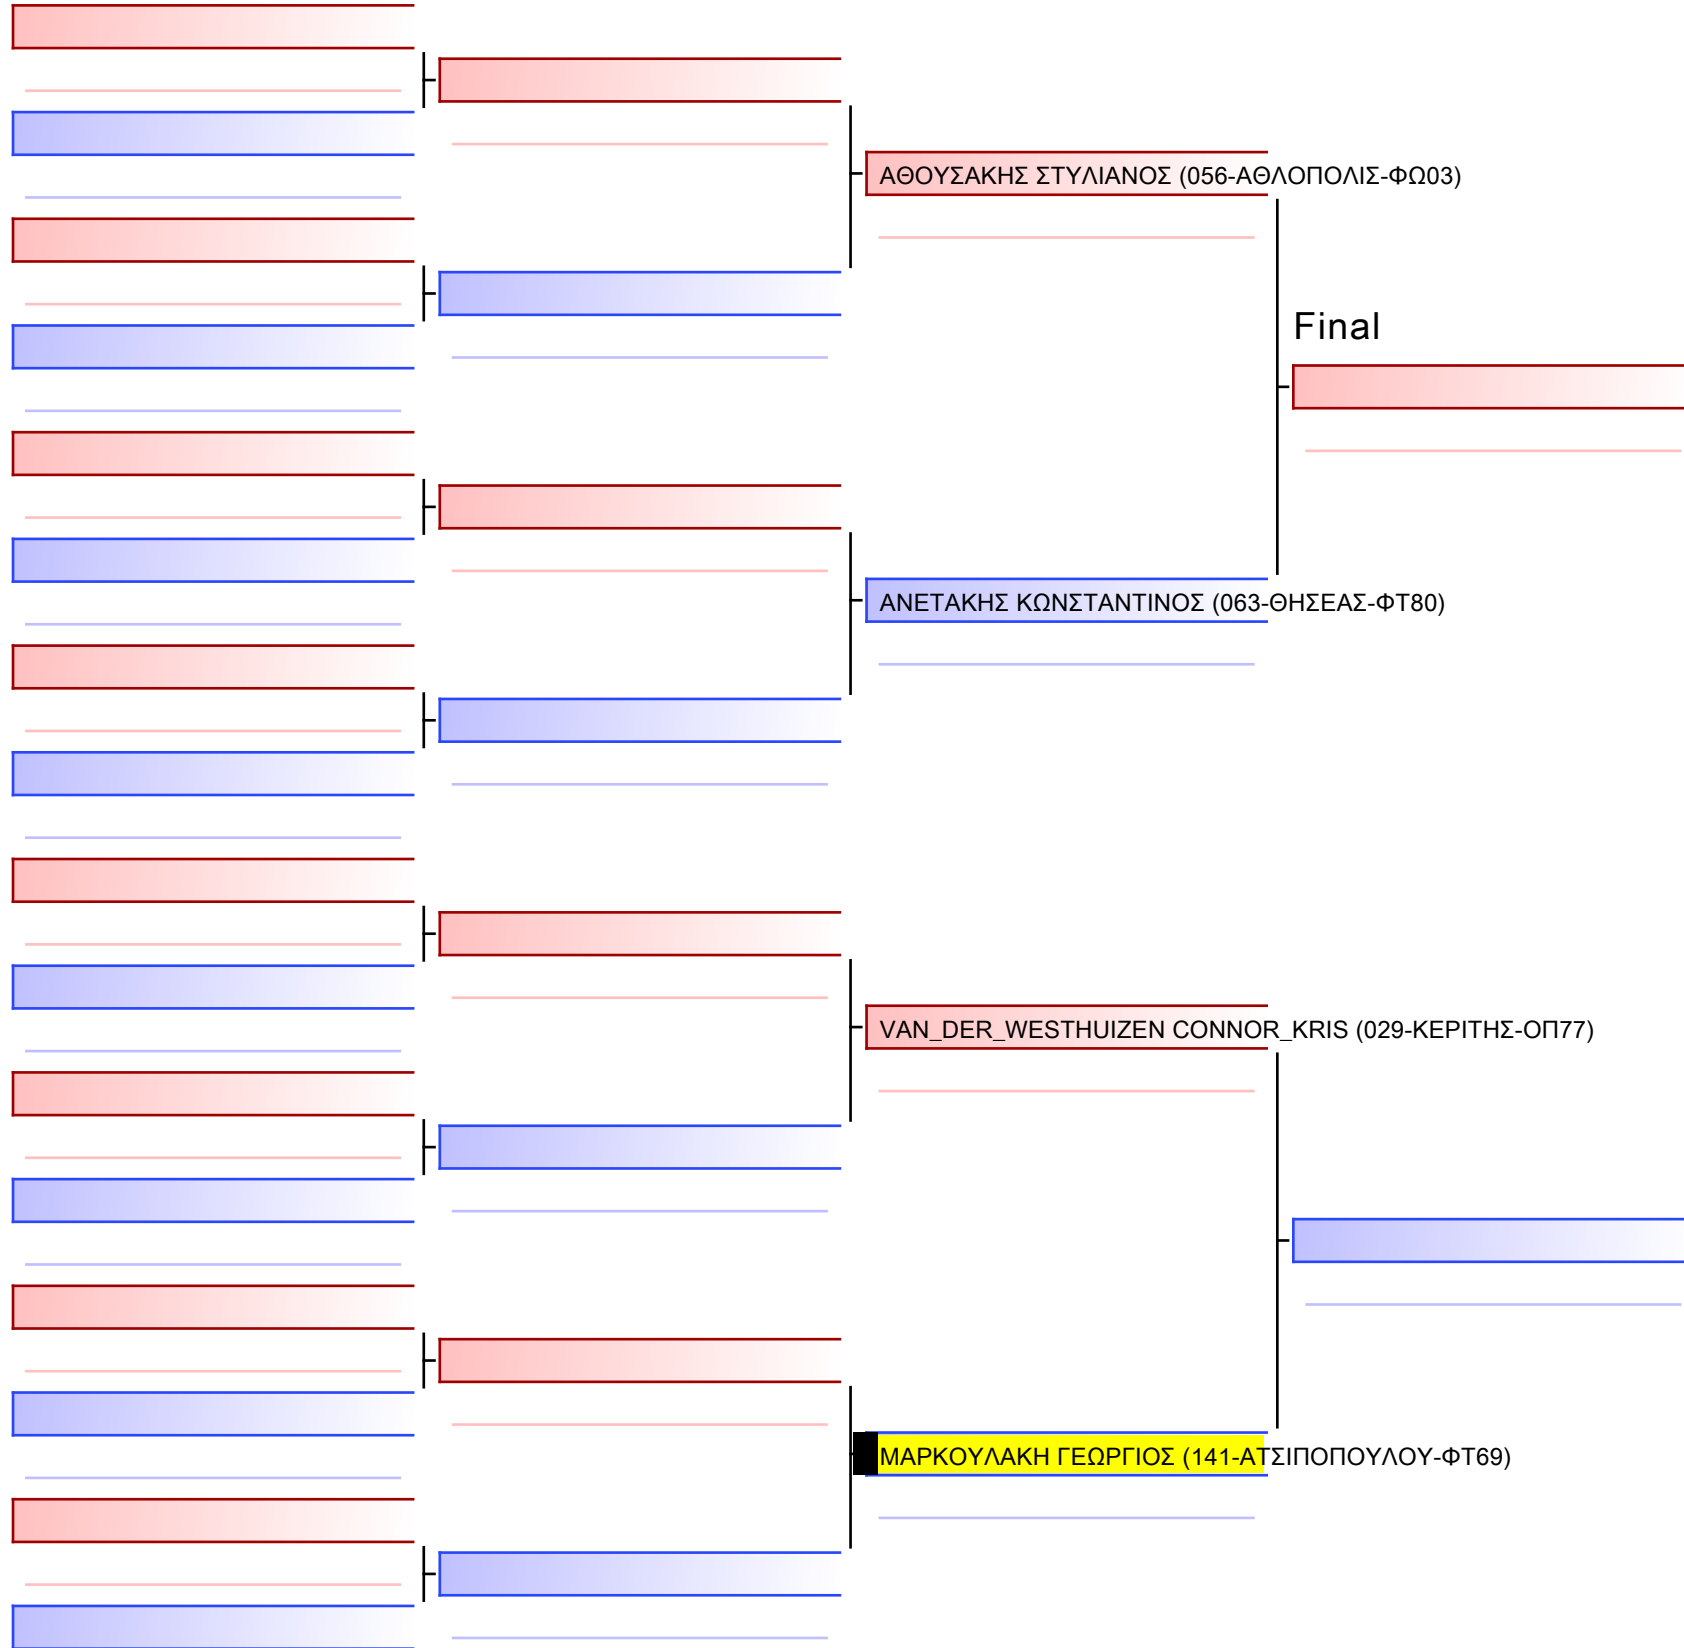 ΑΘΟΥΣΑΚΗΣ ΣΤΥΛΙΑΝΟΣ (056-ΑΘΛΟΠΟΛΙΣ-ΦΩ03)
Final
ΑΝΕΤΑΚΗΣ ΚΩΝΣΤΑΝΤΙΝΟΣ (063-ΘΗΣΕΑΣ-ΦΤ80)
VAN_DER_WESTHUIZEN CONNOR_KRIS (029-ΚΕΡΙΤΗΣ-ΟΠ77)
ΜΑΡΚΟΥΛΑΚΗ ΓΕΩΡΓΙΟΣ (141-ΑΤΣΙΠΟΠΟΥΛΟΥ-ΦΤ69)